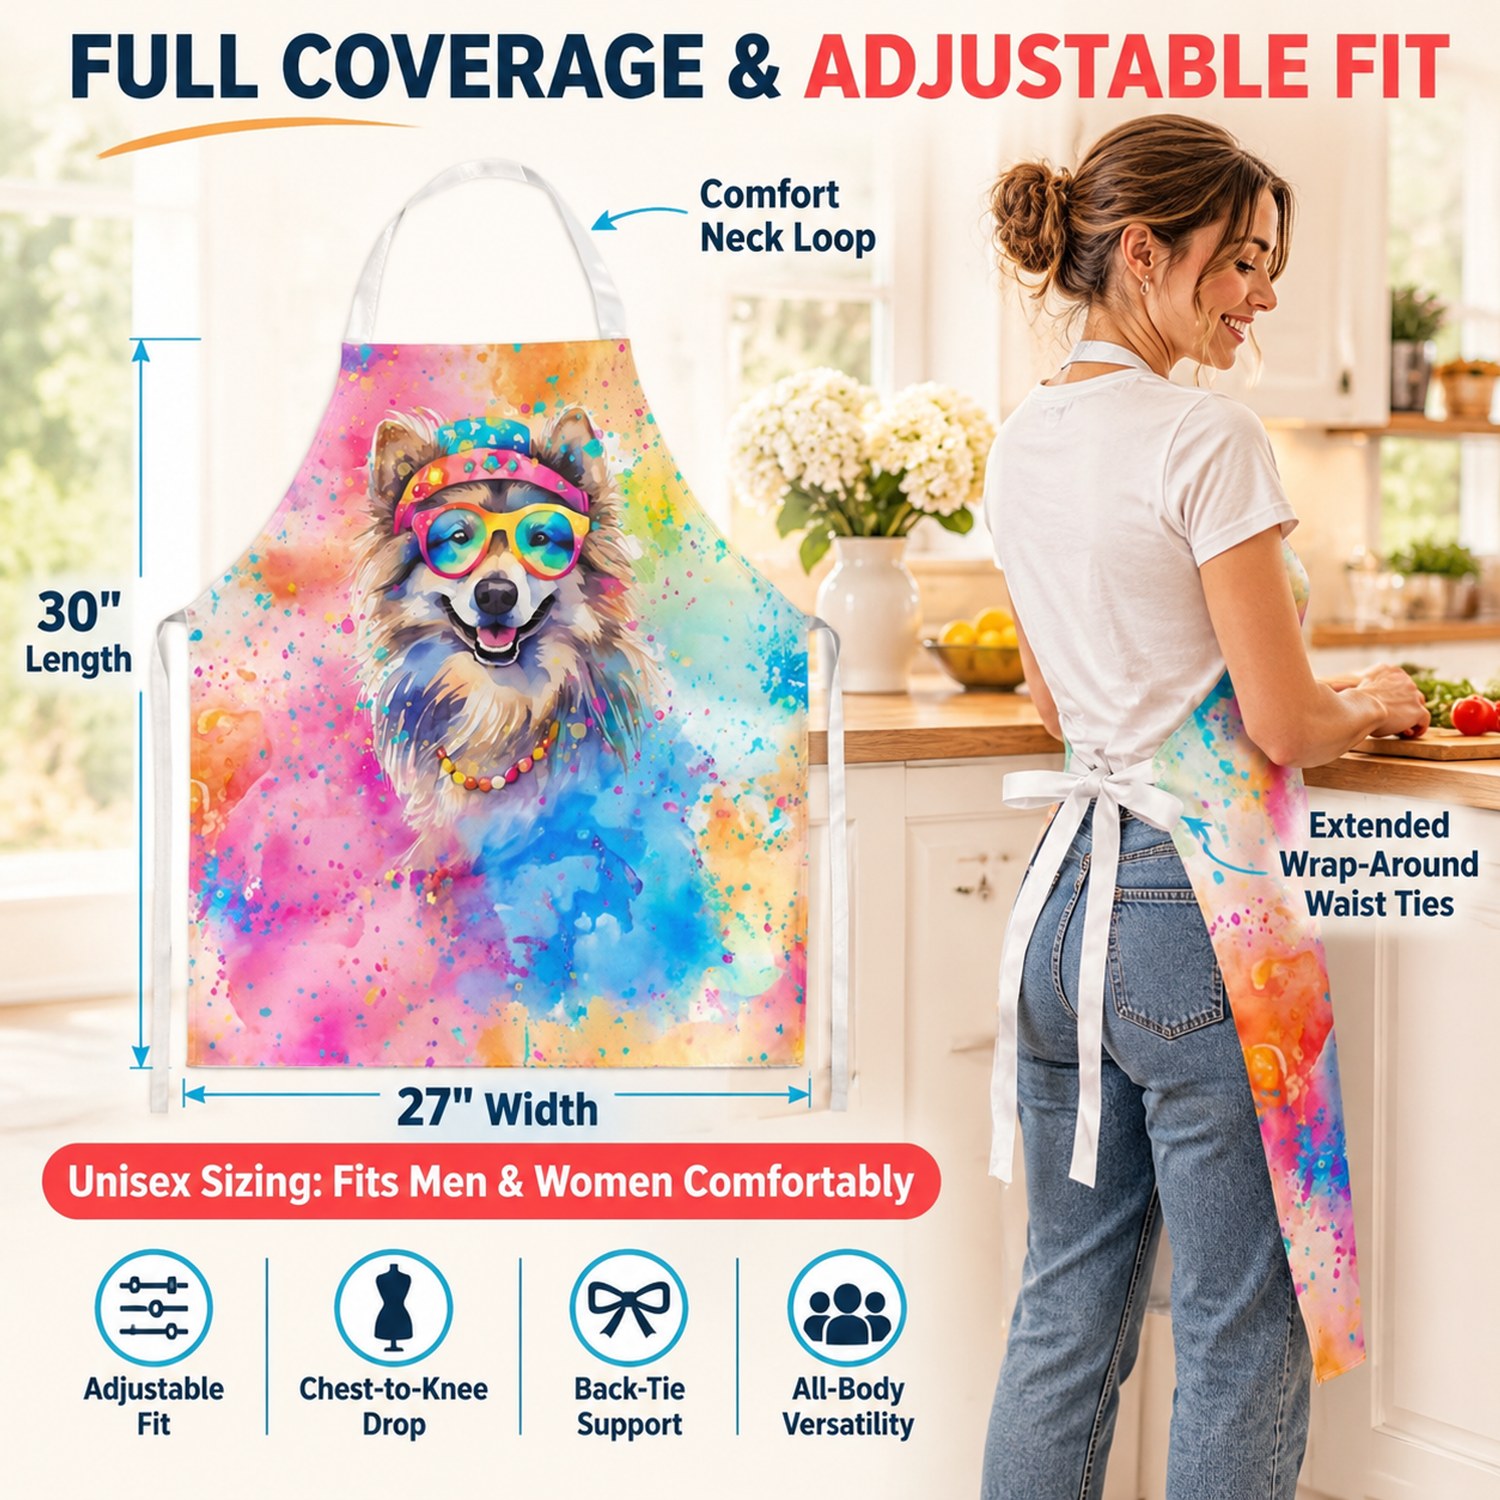 FULL COVERAGE & ADJUSTABLE FIT
Comfort
Neck Loop
30"
Length
27" Width
Extended
Wrap-Around
Waist Ties
Unisex Sizing: Fits Men & Women Comfortably
Adjustable
Fit
Chest-to-Knee
Drop
Back-Tie
Support
All-Body
Versatility